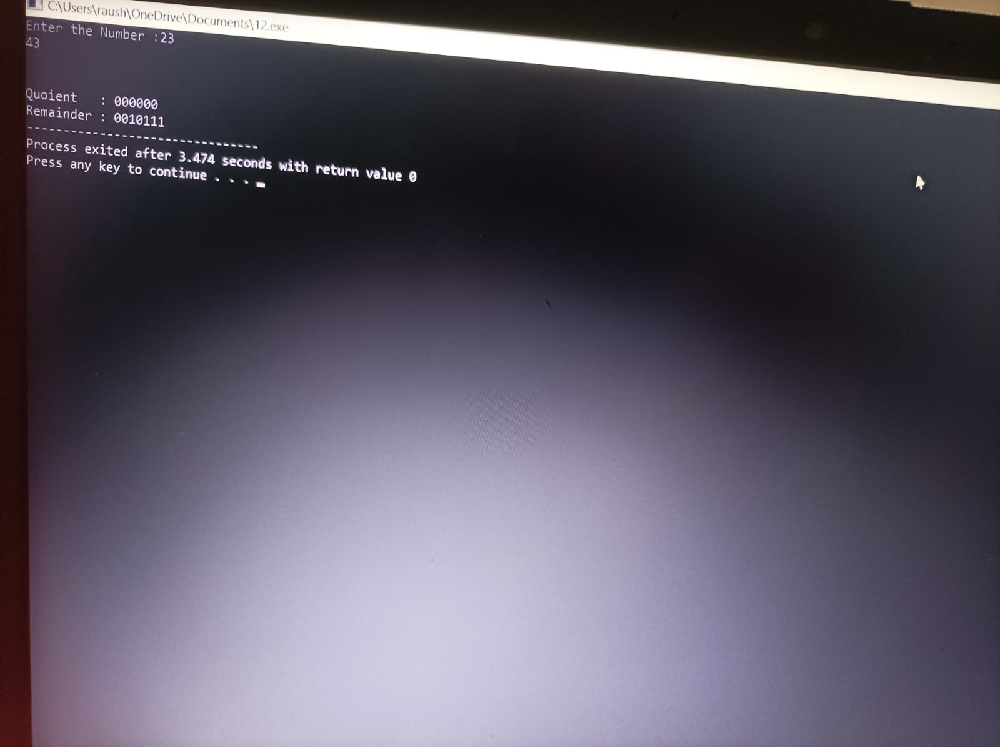 C:\Users\raush\OneDrive\Documents\12.exe
Enter the Number :23
43
Quoient   : 000000
Remainder : 0010111
--------------------------------
Process exited after 3.474 seconds with return value 0
Press any key to continue . . .